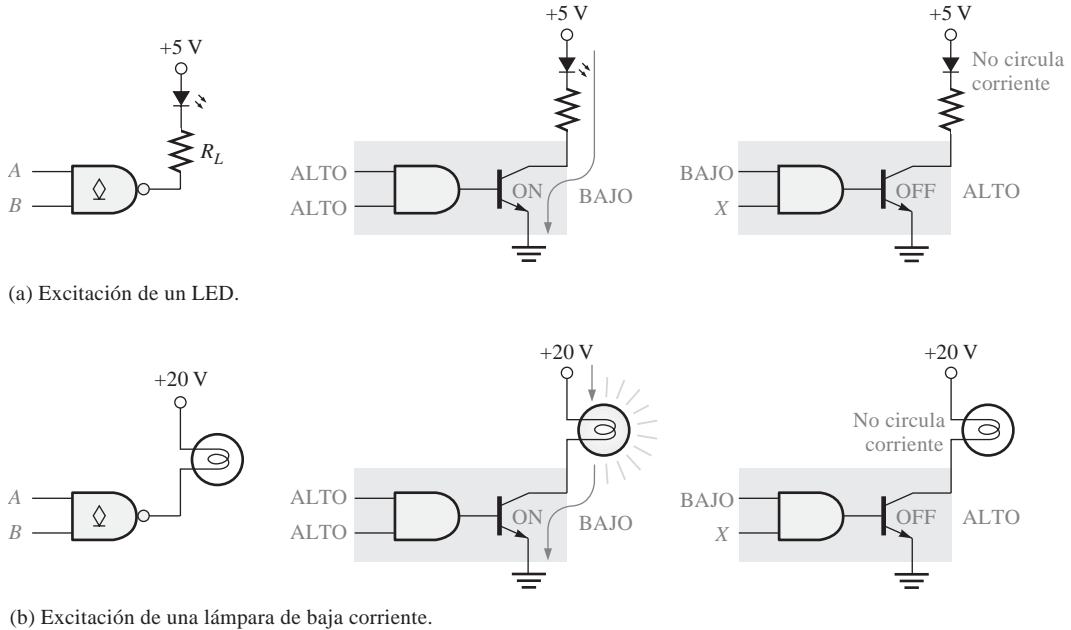 +5 V
R_L
A
B
+5 V
ALTO
ALTO
ON
BAJO
+5 V
No circula
corriente
BAJO
X
OFF
ALTO
(a) Excitación de un LED.
+20 V
A
B
+20 V
ALTO
ALTO
ON
BAJO
+20 V
No circula
corriente
BAJO
X
OFF
ALTO
(b) Excitación de una lámpara de baja corriente.